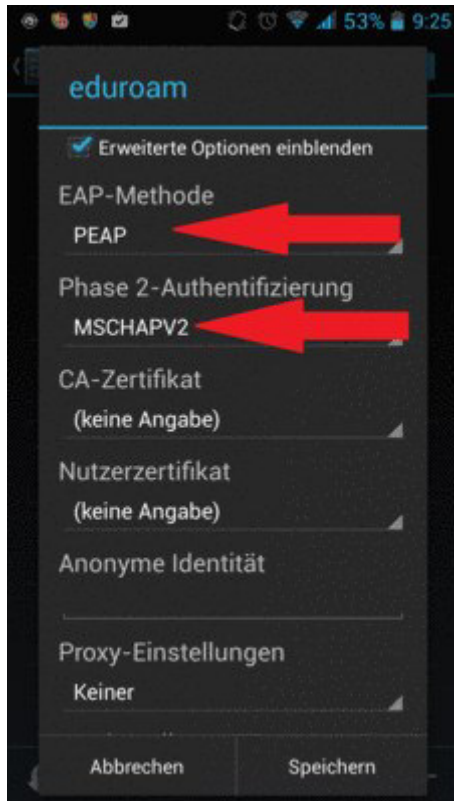 53% 9:25
eduroam
Erweiterte Optionen einblenden
EAP-Methode
PEAP
Phase 2-Authentifizierung
MSCHAPV2
CA-Zertifikat
(keine Angabe)
Nutzerzertifikat
(keine Angabe)
Anonyme Identität
Proxy-Einstellungen
Keiner
Abbrechen Speichern